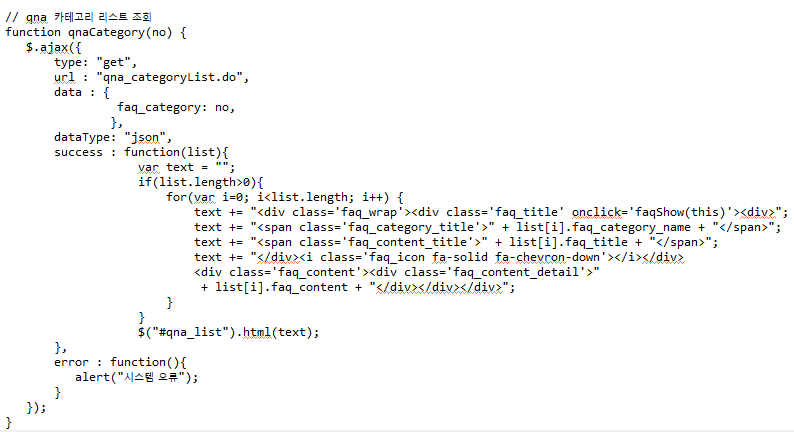 // qna 카테고리 리스트 조회
function qnaCategory(no) {
   $.ajax({
       type: "get",
       url : "qna_categoryList.do",
       data : {
                faq_category: no,
               },
       dataType: "json",
       success : function(list){
                   var text = "";
                   if(list.length>0){
                       for(var i=0; i<list.length; i++) {
                           text += "<div class='faq_wrap'><div class='faq_title' onclick='faqShow(this)'><div>";
                           text += "<span class='faq_category_title'>" + list[i].faq_category_name + "</span>";
                           text += "<span class='faq_content_title'>" + list[i].faq_title + "</span>";
                           text += "</div><i class='faq_icon fa-solid fa-chevron-down'></i></div>
                           <div class='faq_content'><div class='faq_content_detail'>"
                            + list[i].faq_content + "</div></div></div>";
                       }
                   }
                   $("#qna_list").html(text);
       },
       error : function(){
          alert("시스템 오류");
       }
   });
}